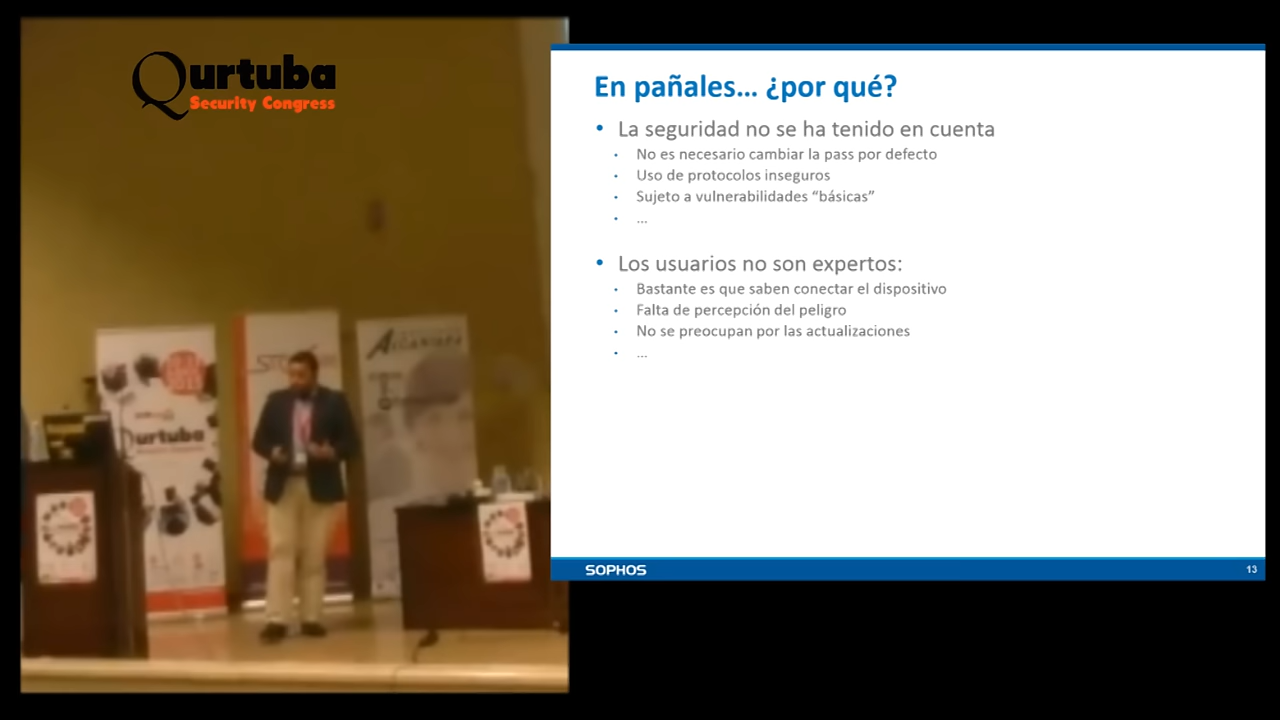 Qurtuba
Security Congress
En pañales... ¿por qué?
• La seguridad no se ha tenido en cuenta
• No es necesario cambiar la pass por defecto
• Uso de protocolos inseguros
• Sujeto a vulnerabilidades “básicas”
• ...
• Los usuarios no son expertos:
• Bastante es que saben conectar el dispositivo
• Falta de percepción del peligro
• No se preocupan por las actualizaciones
• ...
urtuba
SOPHOS
13